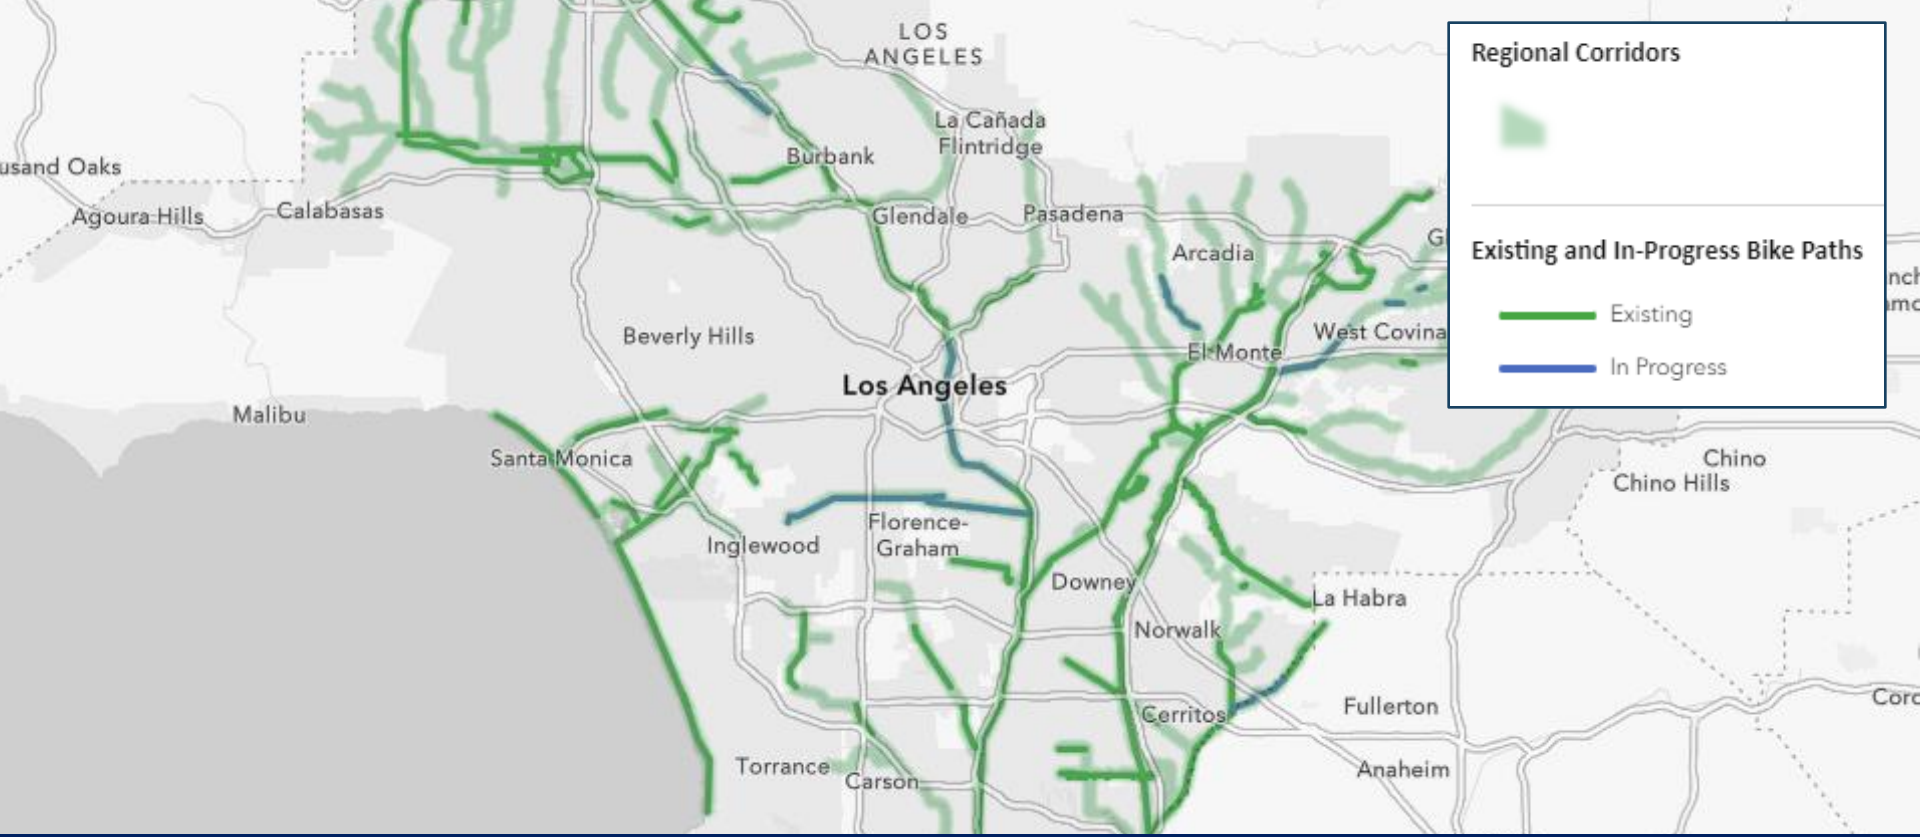 LOS
ANGELES
La Cañada
Flintridge
Burbank
usand Oaks
Agoura Hills
Calabasas
Glendale
Pasadena
Arcadia
Gl
Beverly Hills
West Covina
El Monte
Los Angeles
Malibu
Santa Monica
Chino
Chino Hills
Florence-
Graham
Inglewood
Downey
La Habra
Norwalk
Cerritos
Fullerton
Coro
Torrance
Carson
Anaheim
Regional Corridors
Existing and In-Progress Bike Paths
Existing
In Progress